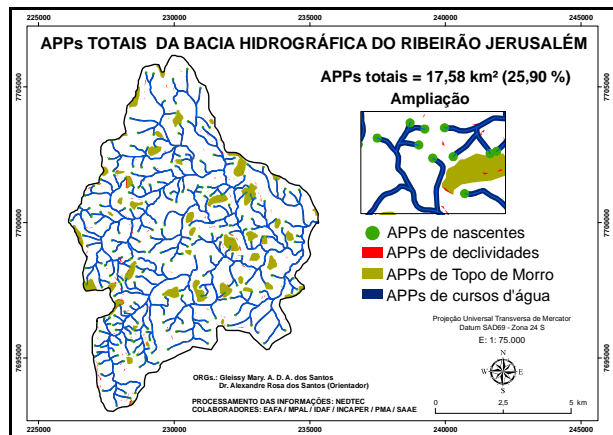 225000 230000 235000 240000 245000
APPs TOTAIS DA BACIA HIDROGRÁFICA DO RIBEIRÃO JERUSALÉM
APPs totais = 17,58 km² (25,90 %)
Ampliação
APPs de nascentes
APPs de declividades
APPs de Topo de Morro
APPs de cursos d'água
Projeção Universal Transversa de Mercator
Datum SAD69 - Zona 24 S
E: 1: 75.000
N
W E
S
0 2,5 5 km
ORGs.: Gleissy Mary. A. D. A. dos Santos
Dr. Alexandre Rosa dos Santos (Orientador)
PROCESSAMENTO DAS INFORMAÇÕES: NEDTEC
COLABORADORES: EAFA / MPAL / IDAF / INCAPER / PMA / SAAE
7705000 7705000
7700000 7700000
7695000 7695000
225000 230000 235000 240000 245000